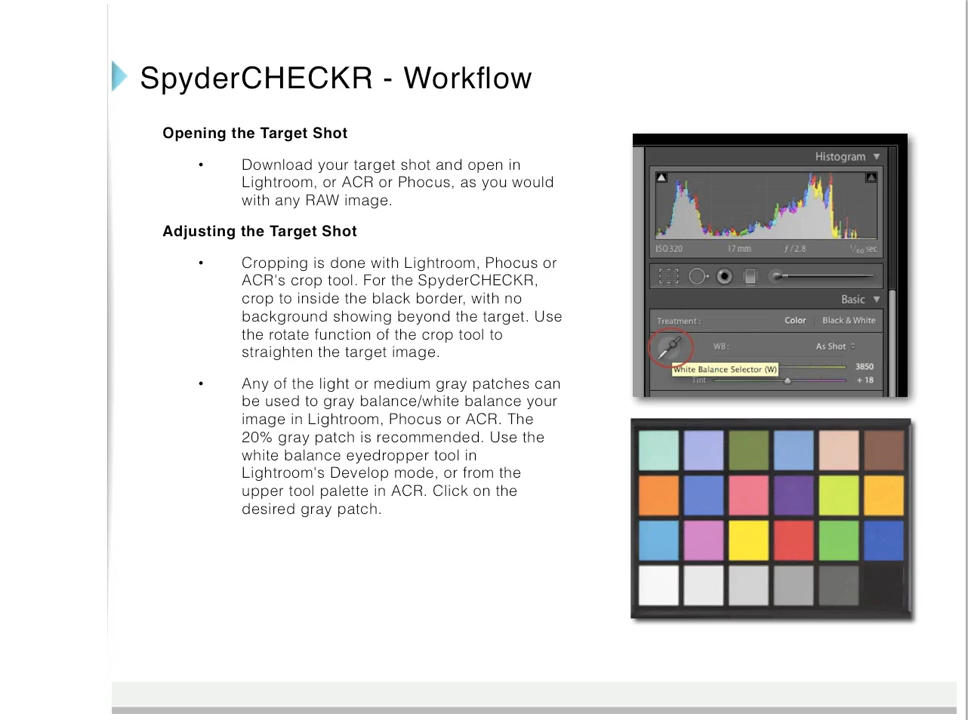 SpyderCHECKR - Workflow
Opening the Target Shot
• Download your target shot and open in
Lightroom, or ACR or Phocus, as you would
with any RAW image.
Adjusting the Target Shot
• Cropping is done with Lightroom, Phocus or
ACR's crop tool. For the SpyderCHECKR,
crop to inside the black border, with no
background showing beyond the target. Use
the rotate function of the crop tool to
straighten the target image.
• Any of the light or medium gray patches can
be used to gray balance/white balance your
image in Lightroom, Phocus or ACR. The
20% gray patch is recommended. Use the
white balance eyedropper tool in
Lightroom's Develop mode, or from the
upper tool palette in ACR. Click on the
desired gray patch.
Histogram
ISO 320 17 mm ƒ / 2.8 1/60 sec
Basic
Treatment : Color Black & White
WB : As Shot
White Balance Selector (W)
3850
Tint + 18